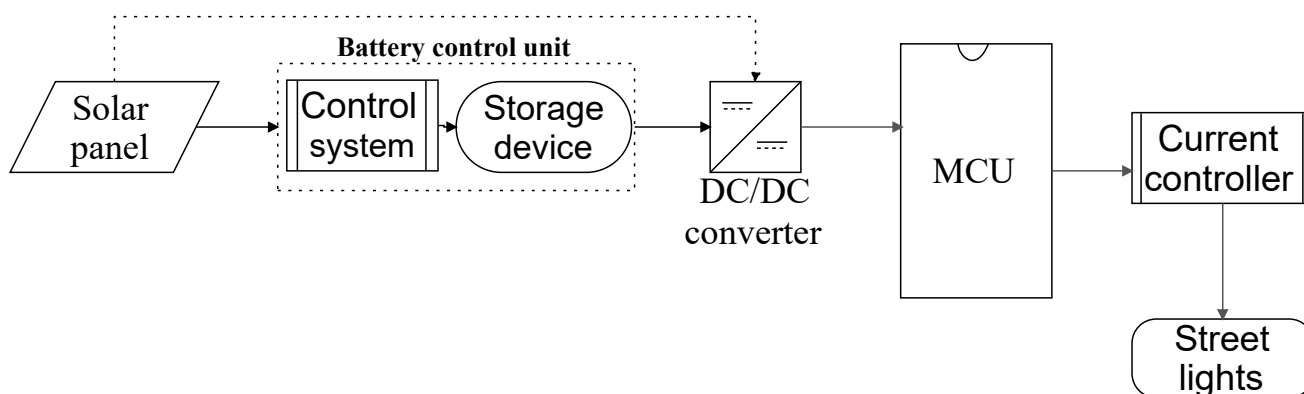 Battery control unit
Solar
panel
Control
system
Storage
device
DC/DC
converter
MCU
Current
controller
Street
lights